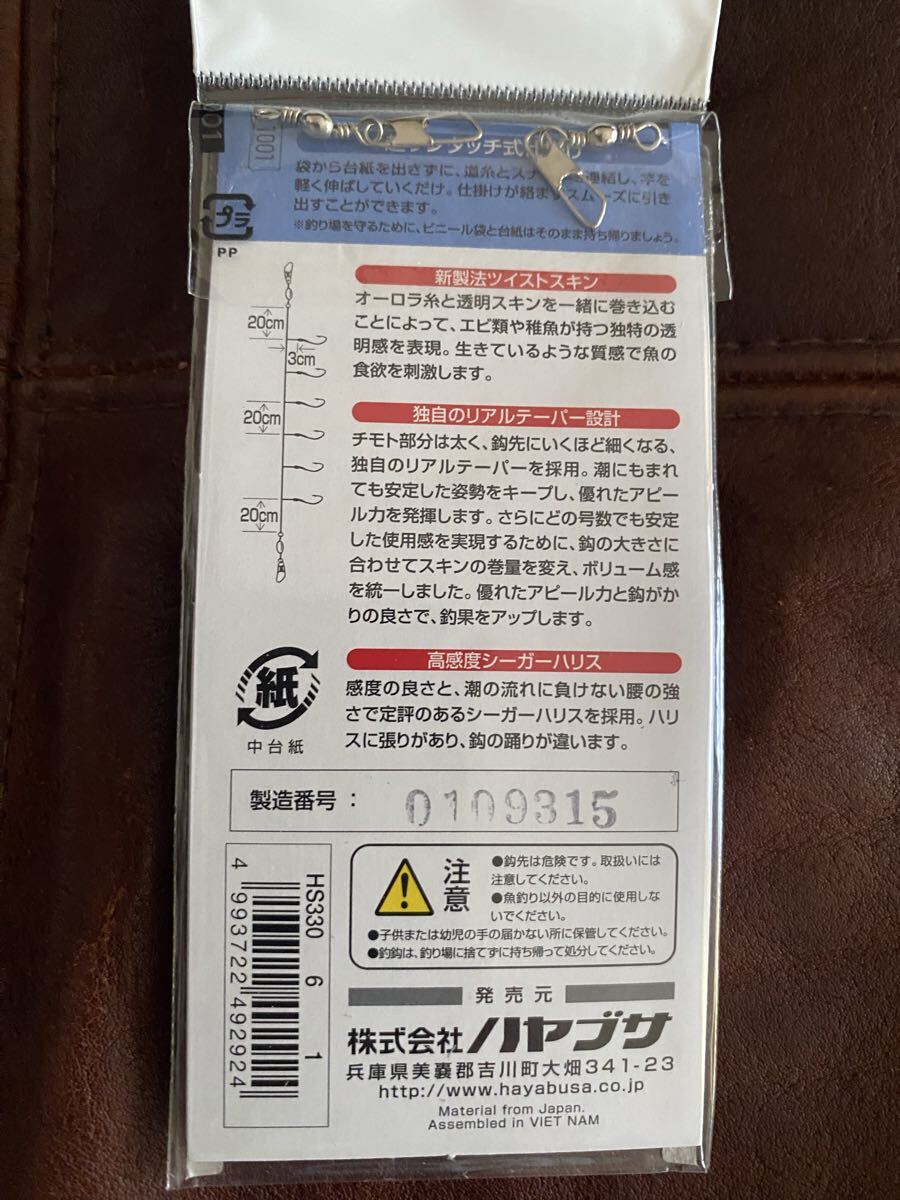 1001
タッチ式
袋から台紙を出さずに、道糸とスナ 連結し、竿を
軽く伸ばしていくだけ。仕掛けが絡まず ズに引き
出すことができます。
※釣り場を守るために、ビニール袋と台紙はそのまま持ち帰りましょう。
プラ
PP
20cm
3cm
20cm
20cm
新製法ツイストスキン
オーロラ糸と透明スキンを一緒に巻き込む
ことによって、エビ類や稚魚が持つ独特の透
明感を表現。生きているような質感で魚の
食欲を刺激します。
独自のリアルテーパー設計
チモト部分は太く、鈎先にいくほど細くなる、
独自のリアルテーパーを採用。潮にもまれ
ても安定した姿勢をキープし、優れたアピー
ル力を発揮します。さらにどの号数でも安定
した使用感を実現するために、鈎の大きさに
合わせてスキンの巻量を変え、ボリューム感
を統一しました。優れたアピール力と鈎がか
りの良さで、釣果をアップします。
高感度シーガーハリス
感度の良さと、潮の流れに負けない腰の強
さで定評のあるシーガーハリスを採用。ハリ
スに張りがあり、鈎の踊りが違います。
紙
中台紙
製造番号：
0109315
HS330 6 1
4 993722 492924
注意
●鈎先は危険です。取扱いには
注意してください。
●魚釣り以外の目的に使用しな
いでください。
●子供または幼児の手の届かない所に保管してください。
●釣鈎は、釣り場に捨てずに持ち帰って処分してください。
発売元
株式会社ハヤブサ
兵庫県美嚢郡吉川町大畑341-23
http://www.hayabusa.co.jp
Material from Japan.
Assembled in VIET NAM